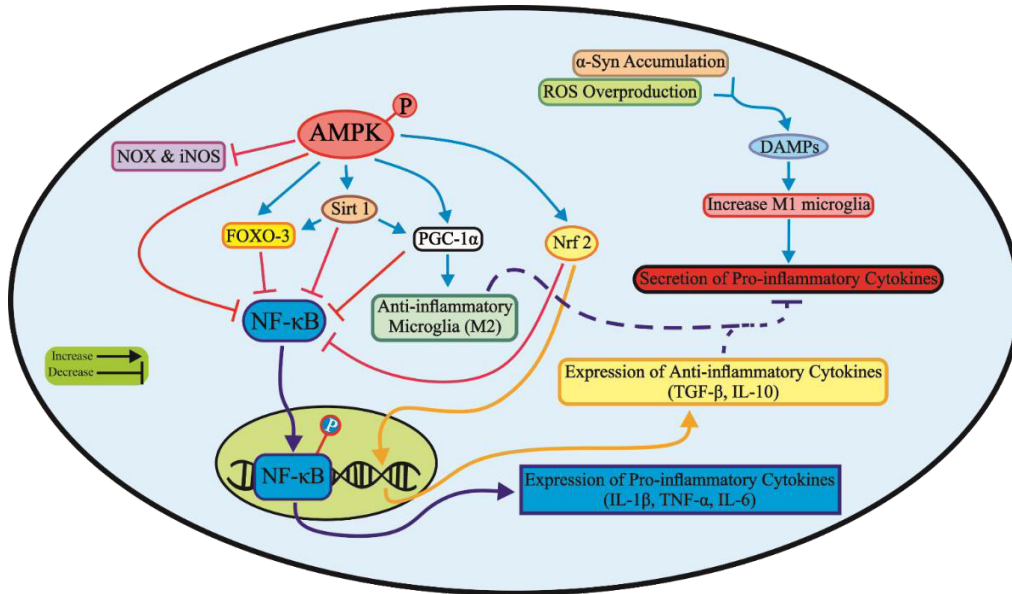 α-Syn Accumulation
ROS Overproduction
P
AMPK
NOX & iNOS
DAMPs
Sirt 1
Increase M1 microglia
FOXO-3
PGC-1α
Nrf 2
Secretion of Pro-inflammatory Cytokines
NF-κB
Anti-inflammatory
Microglia (M2)
Increase
Decrease
Expression of Anti-inflammatory Cytokines
(TGF-β, IL-10)
P
NF-κB
Expression of Pro-inflammatory Cytokines
(IL-1β, TNF-α, IL-6)